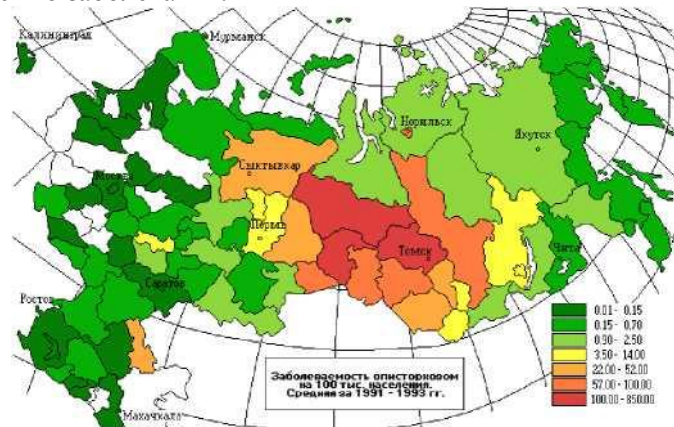 Калининград
Мурманск
Норильск
Якутск
Сыктывкар
Москва
Пермь
Томск
Чита
Саратов
Ростов
Махачкала
0.01 - 0.15
0.15 - 0.70
0.90 - 2.50
3.50 - 14.00
22.00 - 52.00
57.00 - 100.00
100.00 - 850.00
Заболеваемость описторхозом
на 100 тыс. населения.
Средняя за 1991 - 1993 гг.